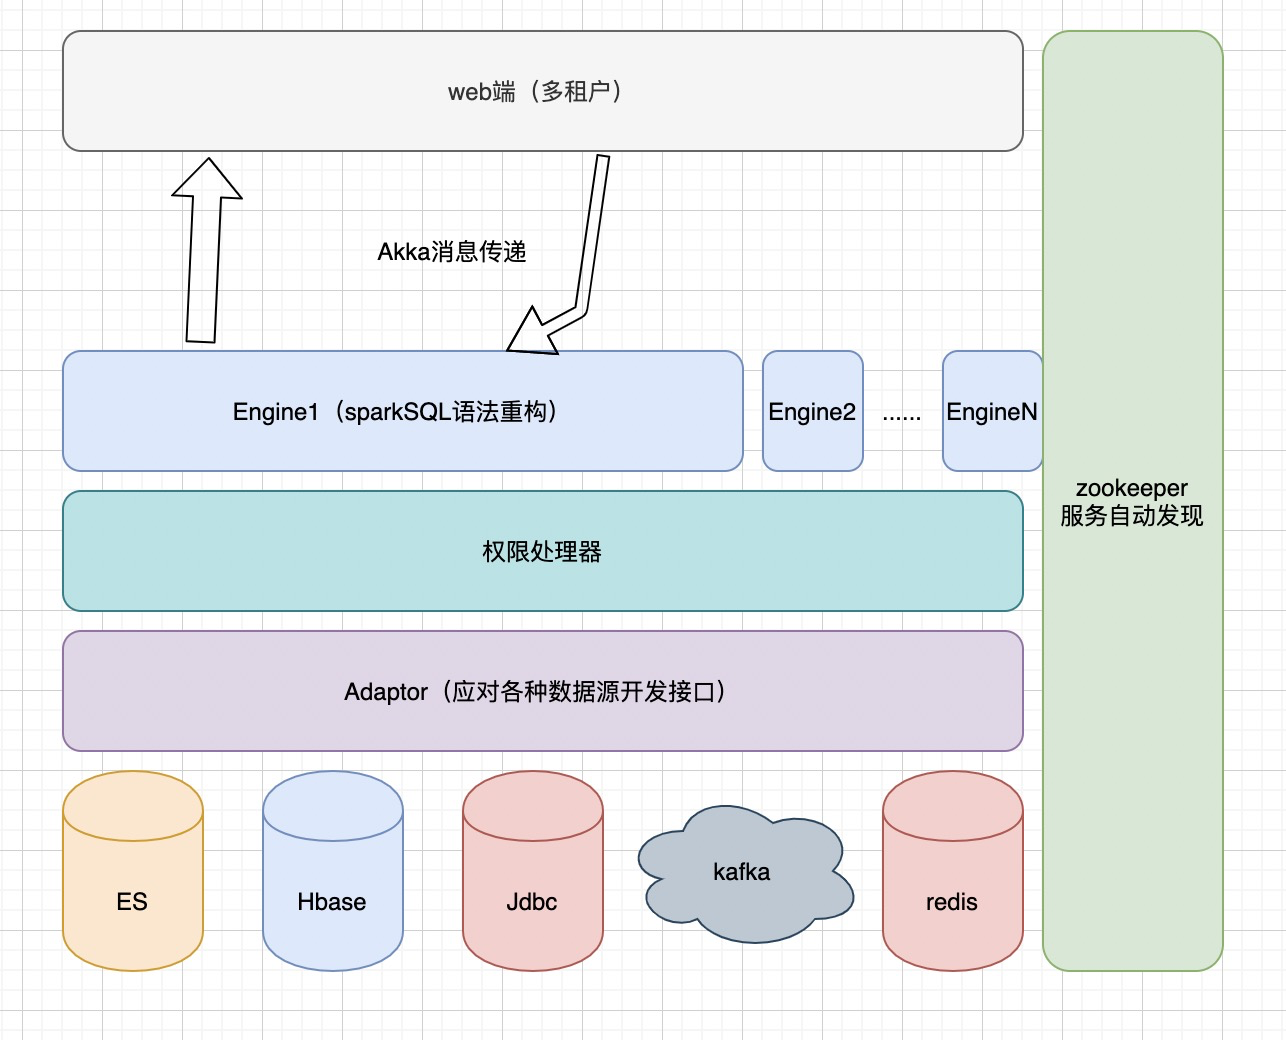 web端（多租户）
Akka消息传递
Engine1（sparkSQL语法重构）
Engine2
......
EngineN
zookeeper
服务自动发现
权限处理器
Adaptor（应对各种数据源开发接口）
ES
Hbase
Jdbc
kafka
redis